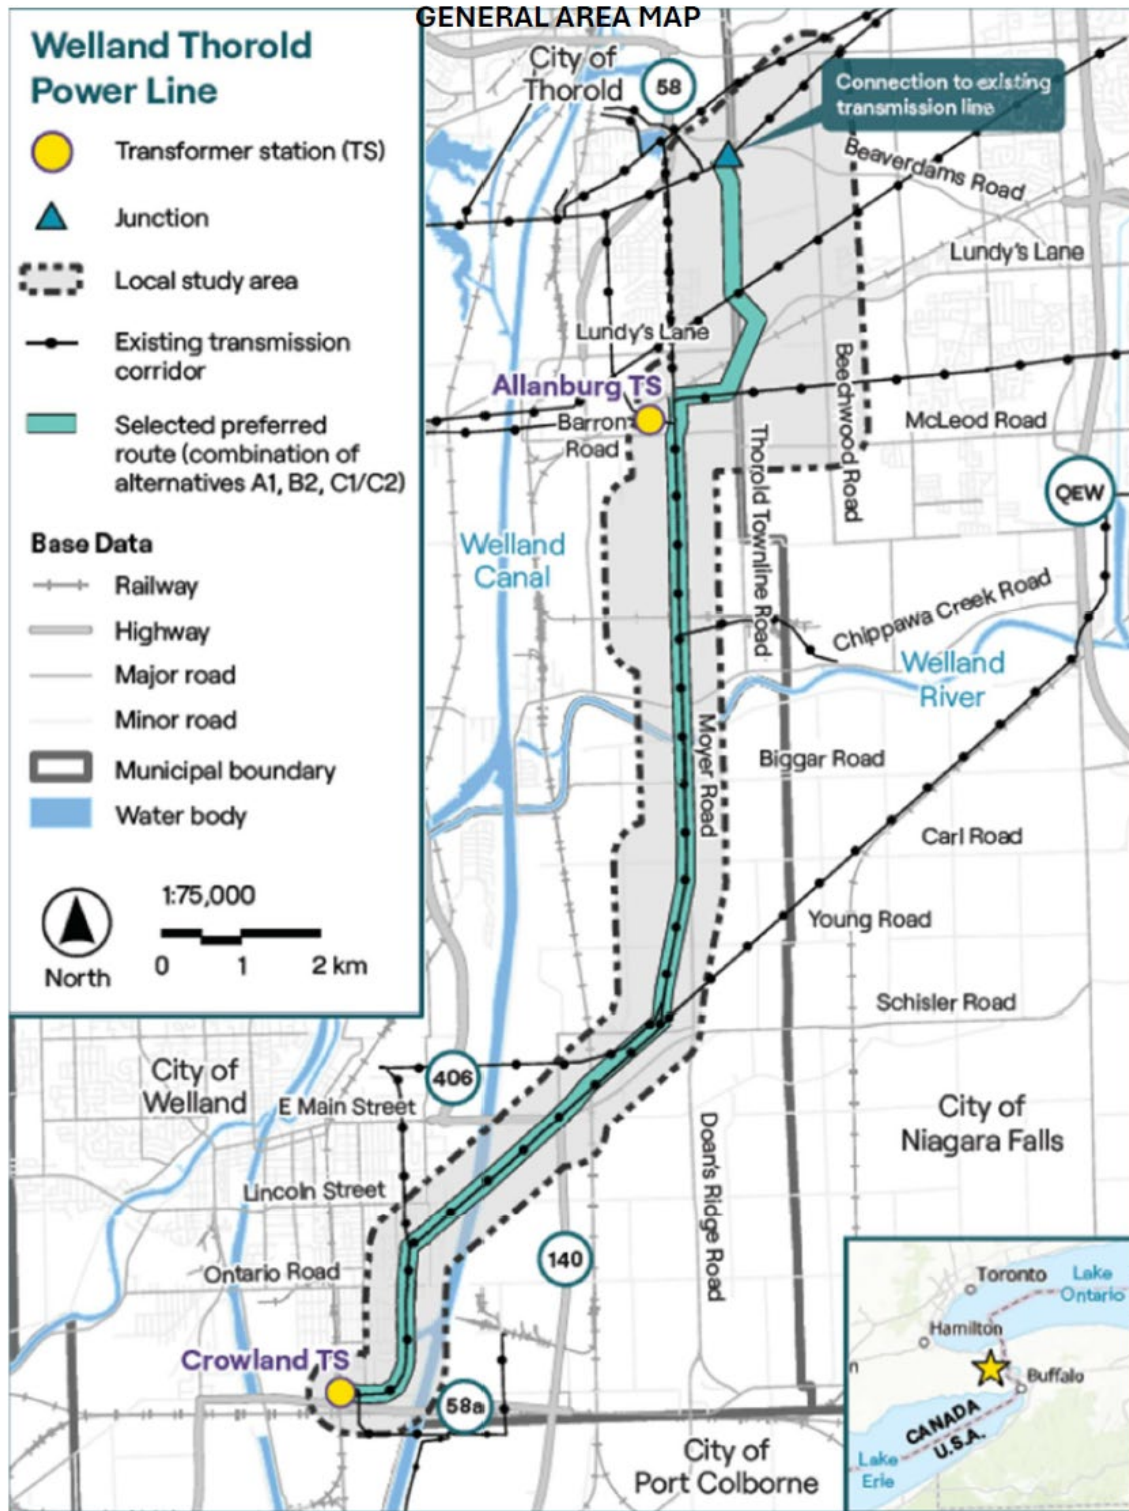 GENERAL AREA MAP
Welland Thorold
Power Line
Transformer station (TS)
Junction
Local study area
Existing transmission
corridor
Selected preferred
route (combination of
alternatives A1, B2, C1/C2)
Base Data
Railway
Highway
Major road
Minor road
Municipal boundary
Water body
1:75,000
North
0 1 2 km
City of
Thorold
58
Connection to existing
transmission line
Beaverdams Road
Lundy's Lane
Lundy's Lane
Allanburg TS
Barron
Road
Beechwood Road
McLeod Road
Thorold Townline Road
QEW
Welland
Canal
Chippawa Creek Road
Welland
River
Moyer Road
Biggar Road
Carl Road
Young Road
Schisler Road
City of
Welland
406
E Main Street
City of
Niagara Falls
Lincoln Street
Doan's Ridge Road
140
Ontario Road
Crowland TS
58a
City of
Port Colborne
Toronto
Lake
Ontario
Hamilton
n
Buffalo
CANADA
U.S.A.
Lake
Erie